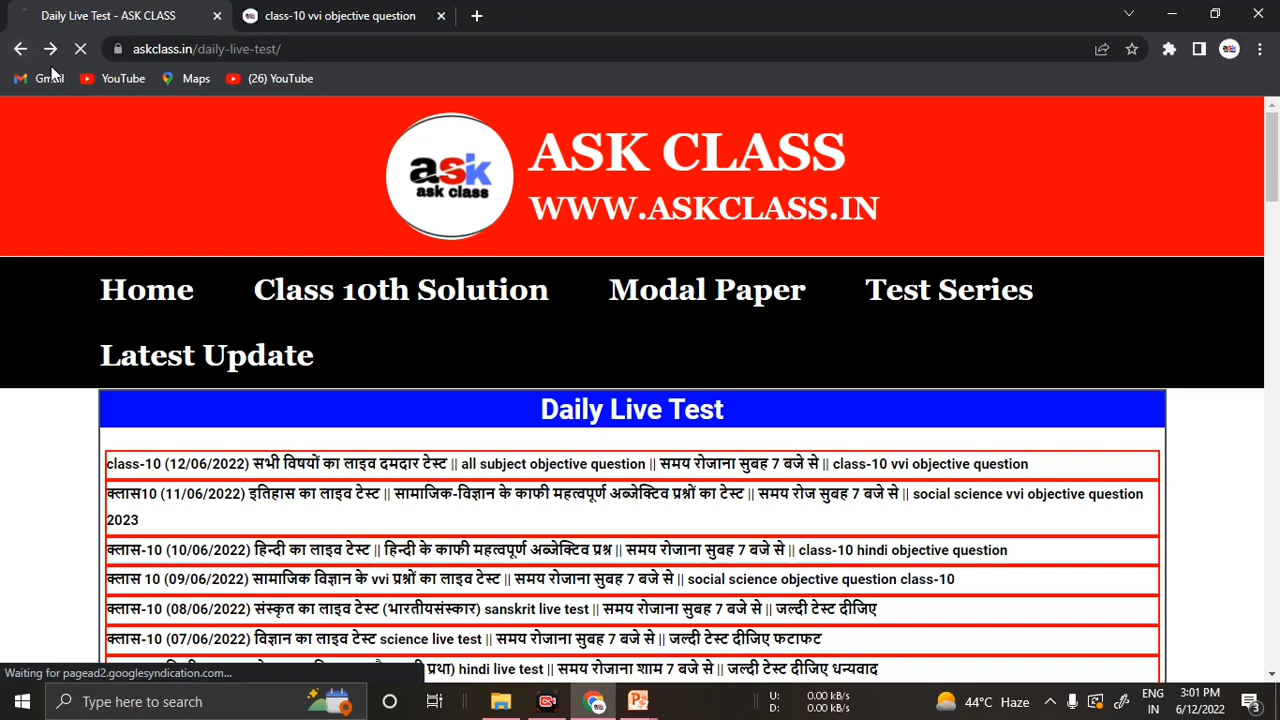 Daily Live Test - ASK CLASS
class-10 vvi objective question
askclass.in/daily-live-test/
Gmail
YouTube
Maps
(26) YouTube
ask
ask class
ASK CLASS
WWW.ASKCLASS.IN
Home
Class 10th Solution
Modal Paper
Test Series
Latest Update
Daily Live Test
class-10 (12/06/2022) सभी विषयों का लाइव दमदार टेस्ट || all subject objective question || समय रोजाना सुबह 7 बजे से || class-10 vvi objective question
क्लास10 (11/06/2022) इतिहास का लाइव टेस्ट || सामाजिक-विज्ञान के काफी महत्वपूर्ण अब्जेक्टिव प्रश्नों का टेस्ट || समय रोज सुबह 7 बजे से || social science vvi objective question
2023
क्लास-10 (10/06/2022) हिन्दी का लाइव टेस्ट || हिन्दी के काफी महत्वपूर्ण अब्जेक्टिव प्रश्न || समय रोजाना सुबह 7 बजे से || class-10 hindi objective question
क्लास 10 (09/06/2022) सामाजिक विज्ञान के vvi प्रश्नों का लाइव टेस्ट || समय रोजाना सुबह 7 बजे से || social science objective question class-10
क्लास-10 (08/06/2022) संस्कृत का लाइव टेस्ट (भारतीयसंस्कार) sanskrit live test || समय रोजाना सुबह 7 बजे से || जल्दी टेस्ट दीजिए
क्लास-10 (07/06/2022) विज्ञान का लाइव टेस्ट science live test || समय रोजाना सुबह 7 बजे से || जल्दी टेस्ट दीजिए फटाफट
प्रथा) hindi live test || समय रोजाना शाम 7 बजे से || जल्दी टेस्ट दीजिए धन्यवाद
Waiting for pagead2.googlesyndication.com...
Type here to search
U: 0.00 kB/s
D: 0.00 kB/s
44°C Haze
ENG
IN
3:01 PM
6/12/2022
3